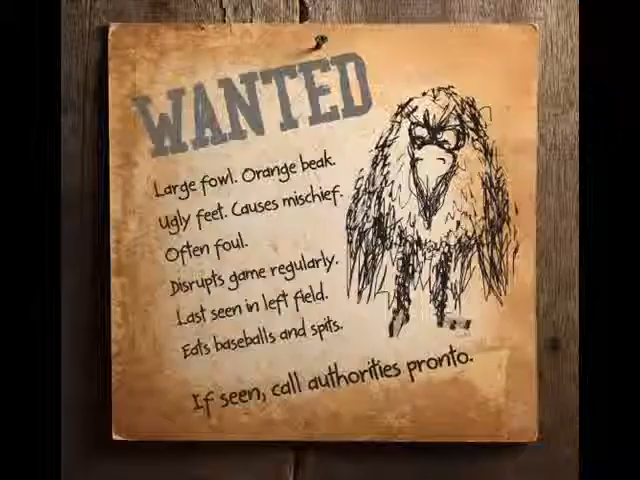 WANTED
Large fowl. Orange beak.
Ugly feet. Causes mischief.
Often foul.
Disrupts game regularly.
Last seen in left field.
Eats baseballs and spits.
If seen, call authorities pronto.